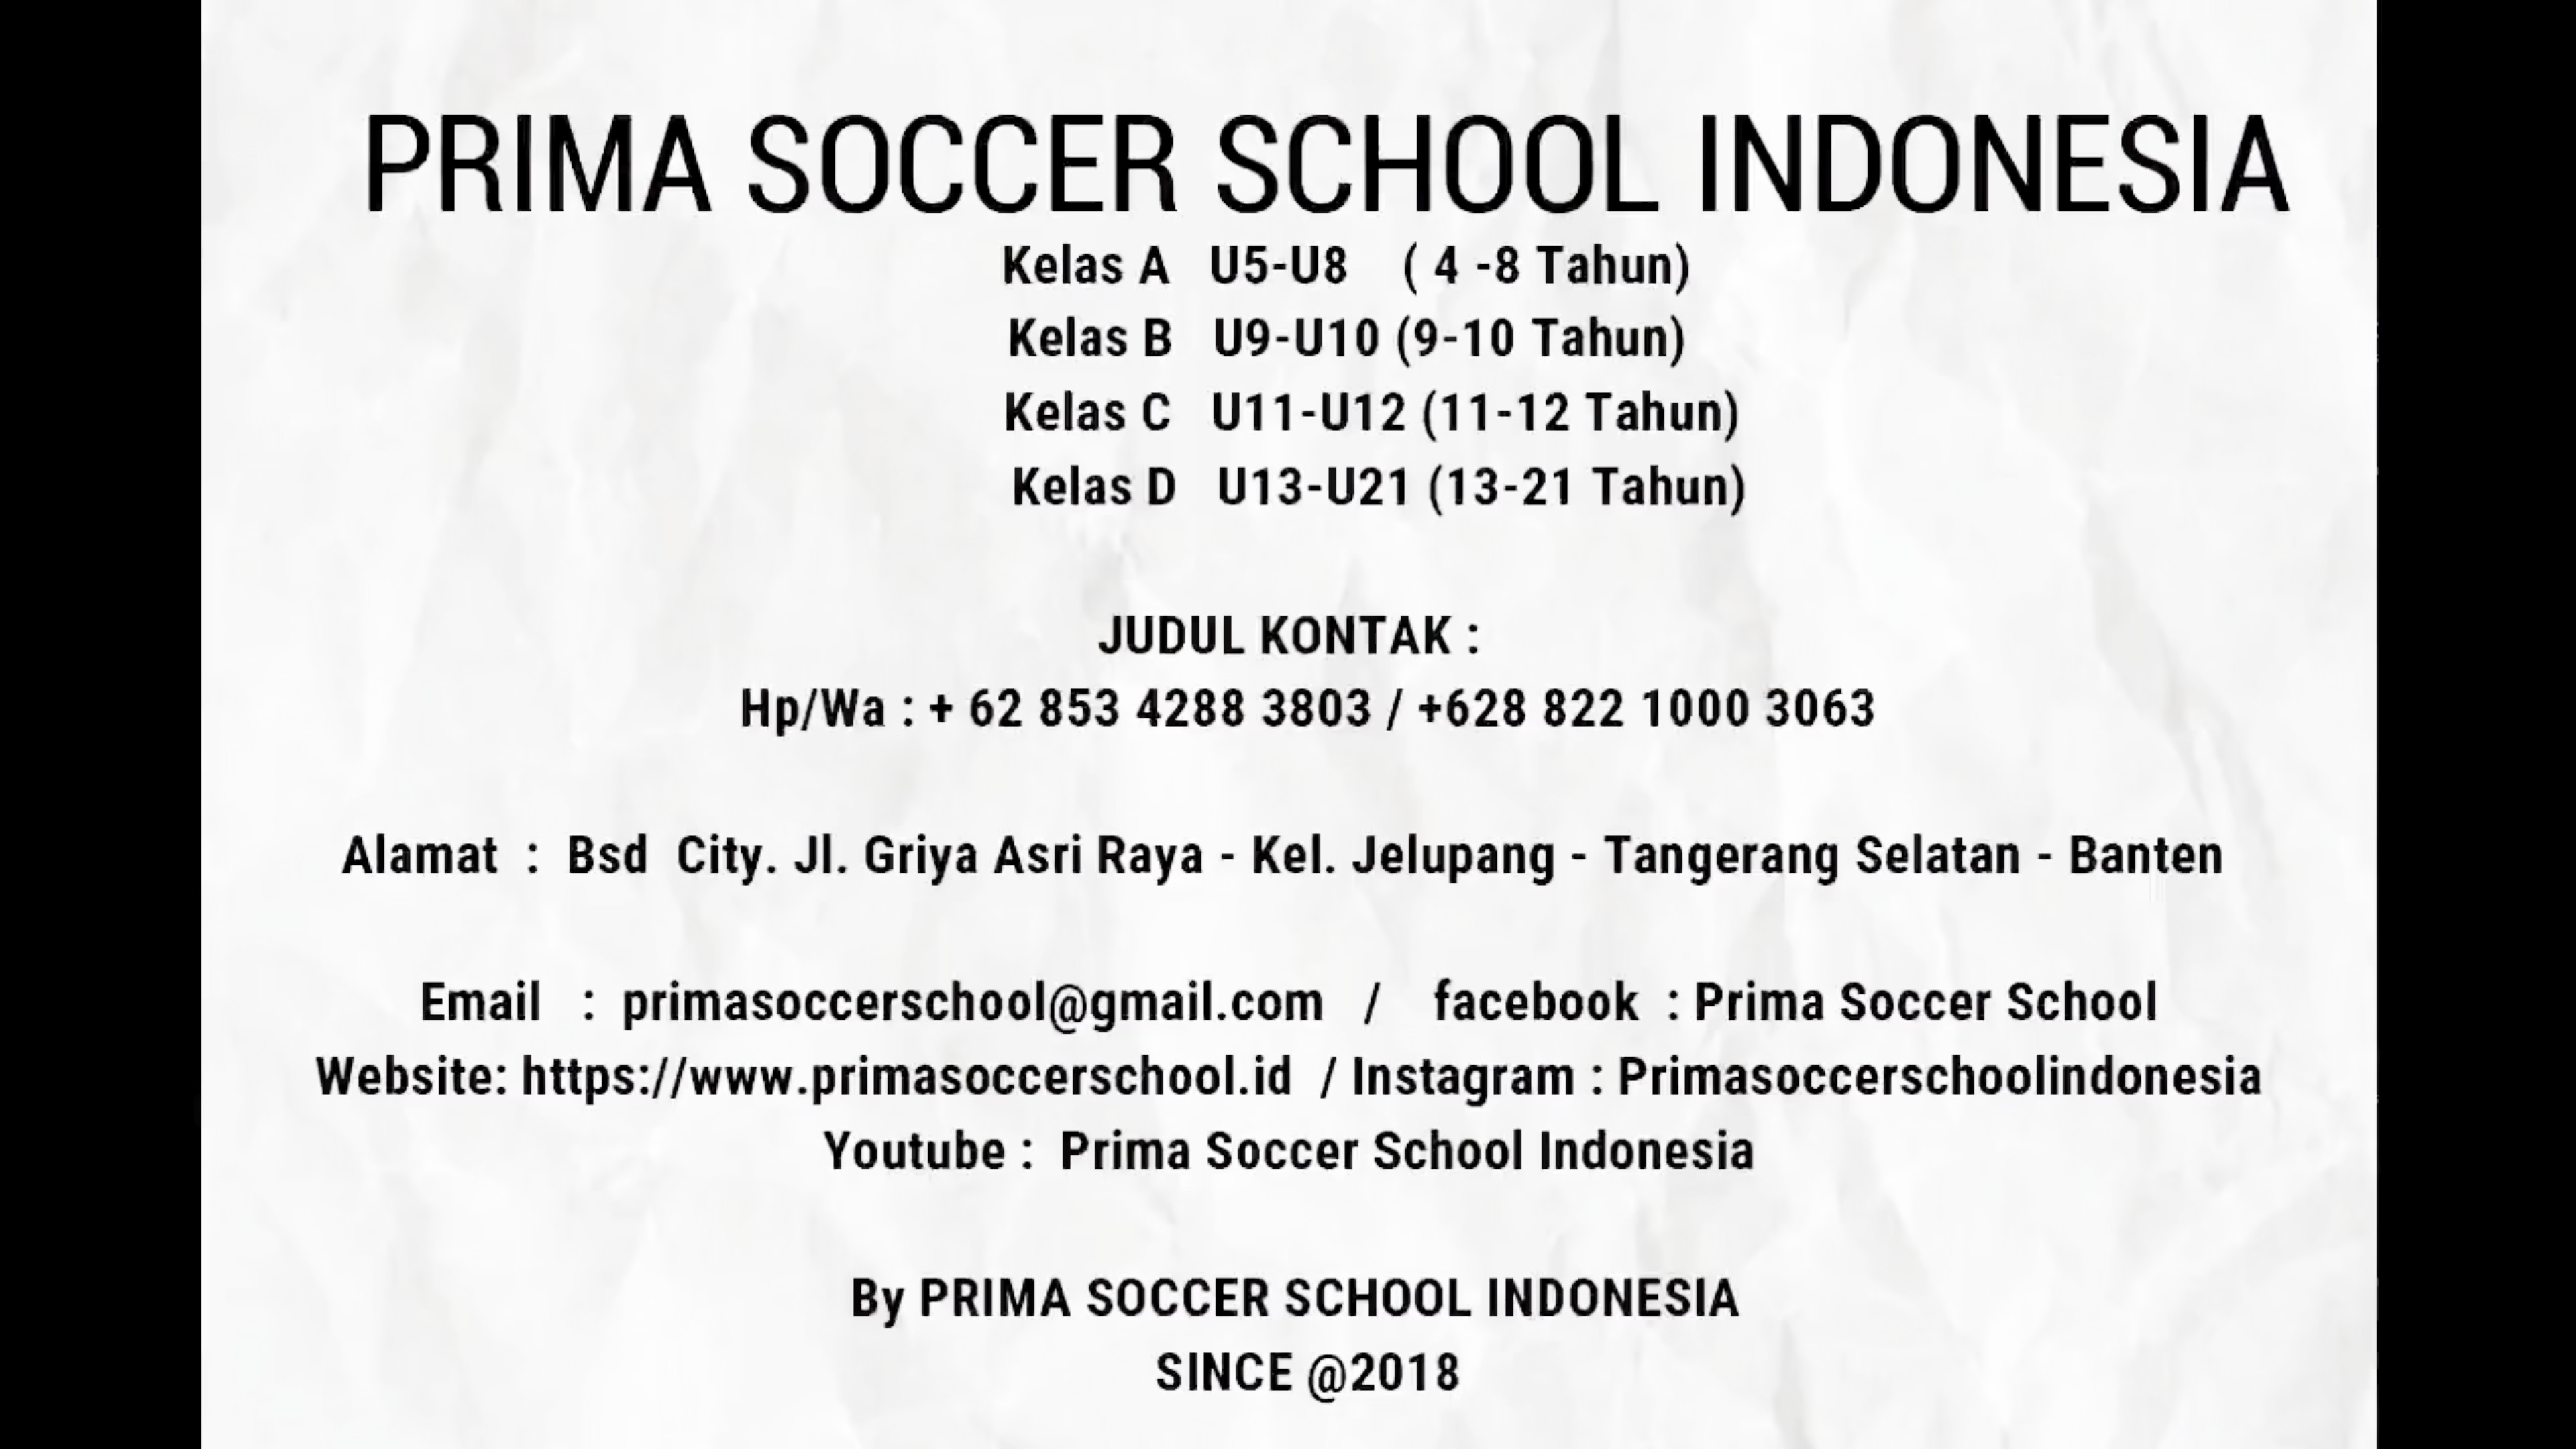 PRIMA SOCCER SCHOOL INDONESIA
Kelas A U5-U8 ( 4 -8 Tahun)
Kelas B U9-U10 (9-10 Tahun)
Kelas C U11-U12 (11-12 Tahun)
Kelas D U13-U21 (13-21 Tahun)
JUDUL KONTAK :
Hp/Wa : + 62 853 4288 3803 / +628 822 1000 3063
Alamat : Bsd City. Jl. Griya Asri Raya - Kel. Jelupang - Tangerang Selatan - Banten
Email : primasoccerschool@gmail.com / facebook : Prima Soccer School
Website: https://www.primasoccerschool.id / Instagram : Primasoccerschoolindonesia
Youtube : Prima Soccer School Indonesia
By PRIMA SOCCER SCHOOL INDONESIA
SINCE @2018